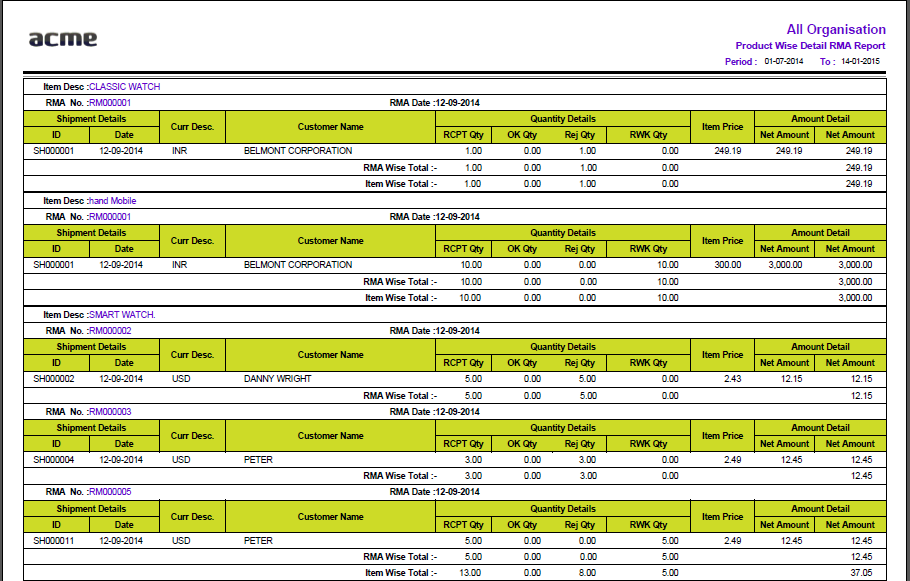 acme
All Organisation
Product Wise Detail RMA Report
Period : 01-07-2014 To : 14-01-2015
Item Desc :CLASSIC WATCH
RMA No. :RM000001 RMA Date :12-09-2014
Shipment Details Curr Desc. Customer Name Quantity Details Item Price Amount Detail
ID Date RCPT Qty OK Qty Rej Qty RWK Qty Net Amount Net Amount
SH000001 12-09-2014 INR BELMONT CORPORATION 1.00 0.00 1.00 0.00 249.19 249.19 249.19
RMA Wise Total :- 1.00 0.00 1.00 0.00 249.19
Item Wise Total :- 1.00 0.00 1.00 0.00 249.19
Item Desc :hand Mobile
RMA No. :RM000001 RMA Date :12-09-2014
Shipment Details Curr Desc. Customer Name Quantity Details Item Price Amount Detail
ID Date RCPT Qty OK Qty Rej Qty RWK Qty Net Amount Net Amount
SH000001 12-09-2014 INR BELMONT CORPORATION 10.00 0.00 0.00 10.00 300.00 3,000.00 3,000.00
RMA Wise Total :- 10.00 0.00 0.00 10.00 3,000.00
Item Wise Total :- 10.00 0.00 0.00 10.00 3,000.00
Item Desc :SMART WATCH.
RMA No. :RM000002 RMA Date :12-09-2014
Shipment Details Curr Desc. Customer Name Quantity Details Item Price Amount Detail
ID Date RCPT Qty OK Qty Rej Qty RWK Qty Net Amount Net Amount
SH000002 12-09-2014 USD DANNY WRIGHT 5.00 0.00 5.00 0.00 2.43 12.15 12.15
RMA Wise Total :- 5.00 0.00 5.00 0.00 12.15
RMA No. :RM000003 RMA Date :12-09-2014
Shipment Details Curr Desc. Customer Name Quantity Details Item Price Amount Detail
ID Date RCPT Qty OK Qty Rej Qty RWK Qty Net Amount Net Amount
SH000004 12-09-2014 USD PETER 3.00 0.00 3.00 0.00 2.49 12.45 12.45
RMA Wise Total :- 3.00 0.00 3.00 0.00 12.45
RMA No. :RM000005 RMA Date :12-09-2014
Shipment Details Curr Desc. Customer Name Quantity Details Item Price Amount Detail
ID Date RCPT Qty OK Qty Rej Qty RWK Qty Net Amount Net Amount
SH000011 12-09-2014 USD PETER 5.00 0.00 0.00 5.00 2.49 12.45 12.45
RMA Wise Total :- 5.00 0.00 0.00 5.00 12.45
Item Wise Total :- 13.00 0.00 8.00 5.00 37.05